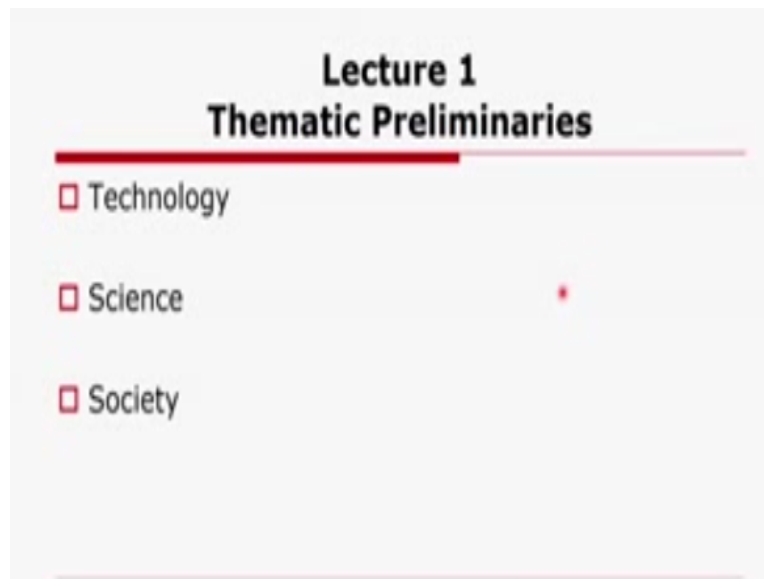 Lecture 1
Thematic Preliminaries
Technology
Science
Society